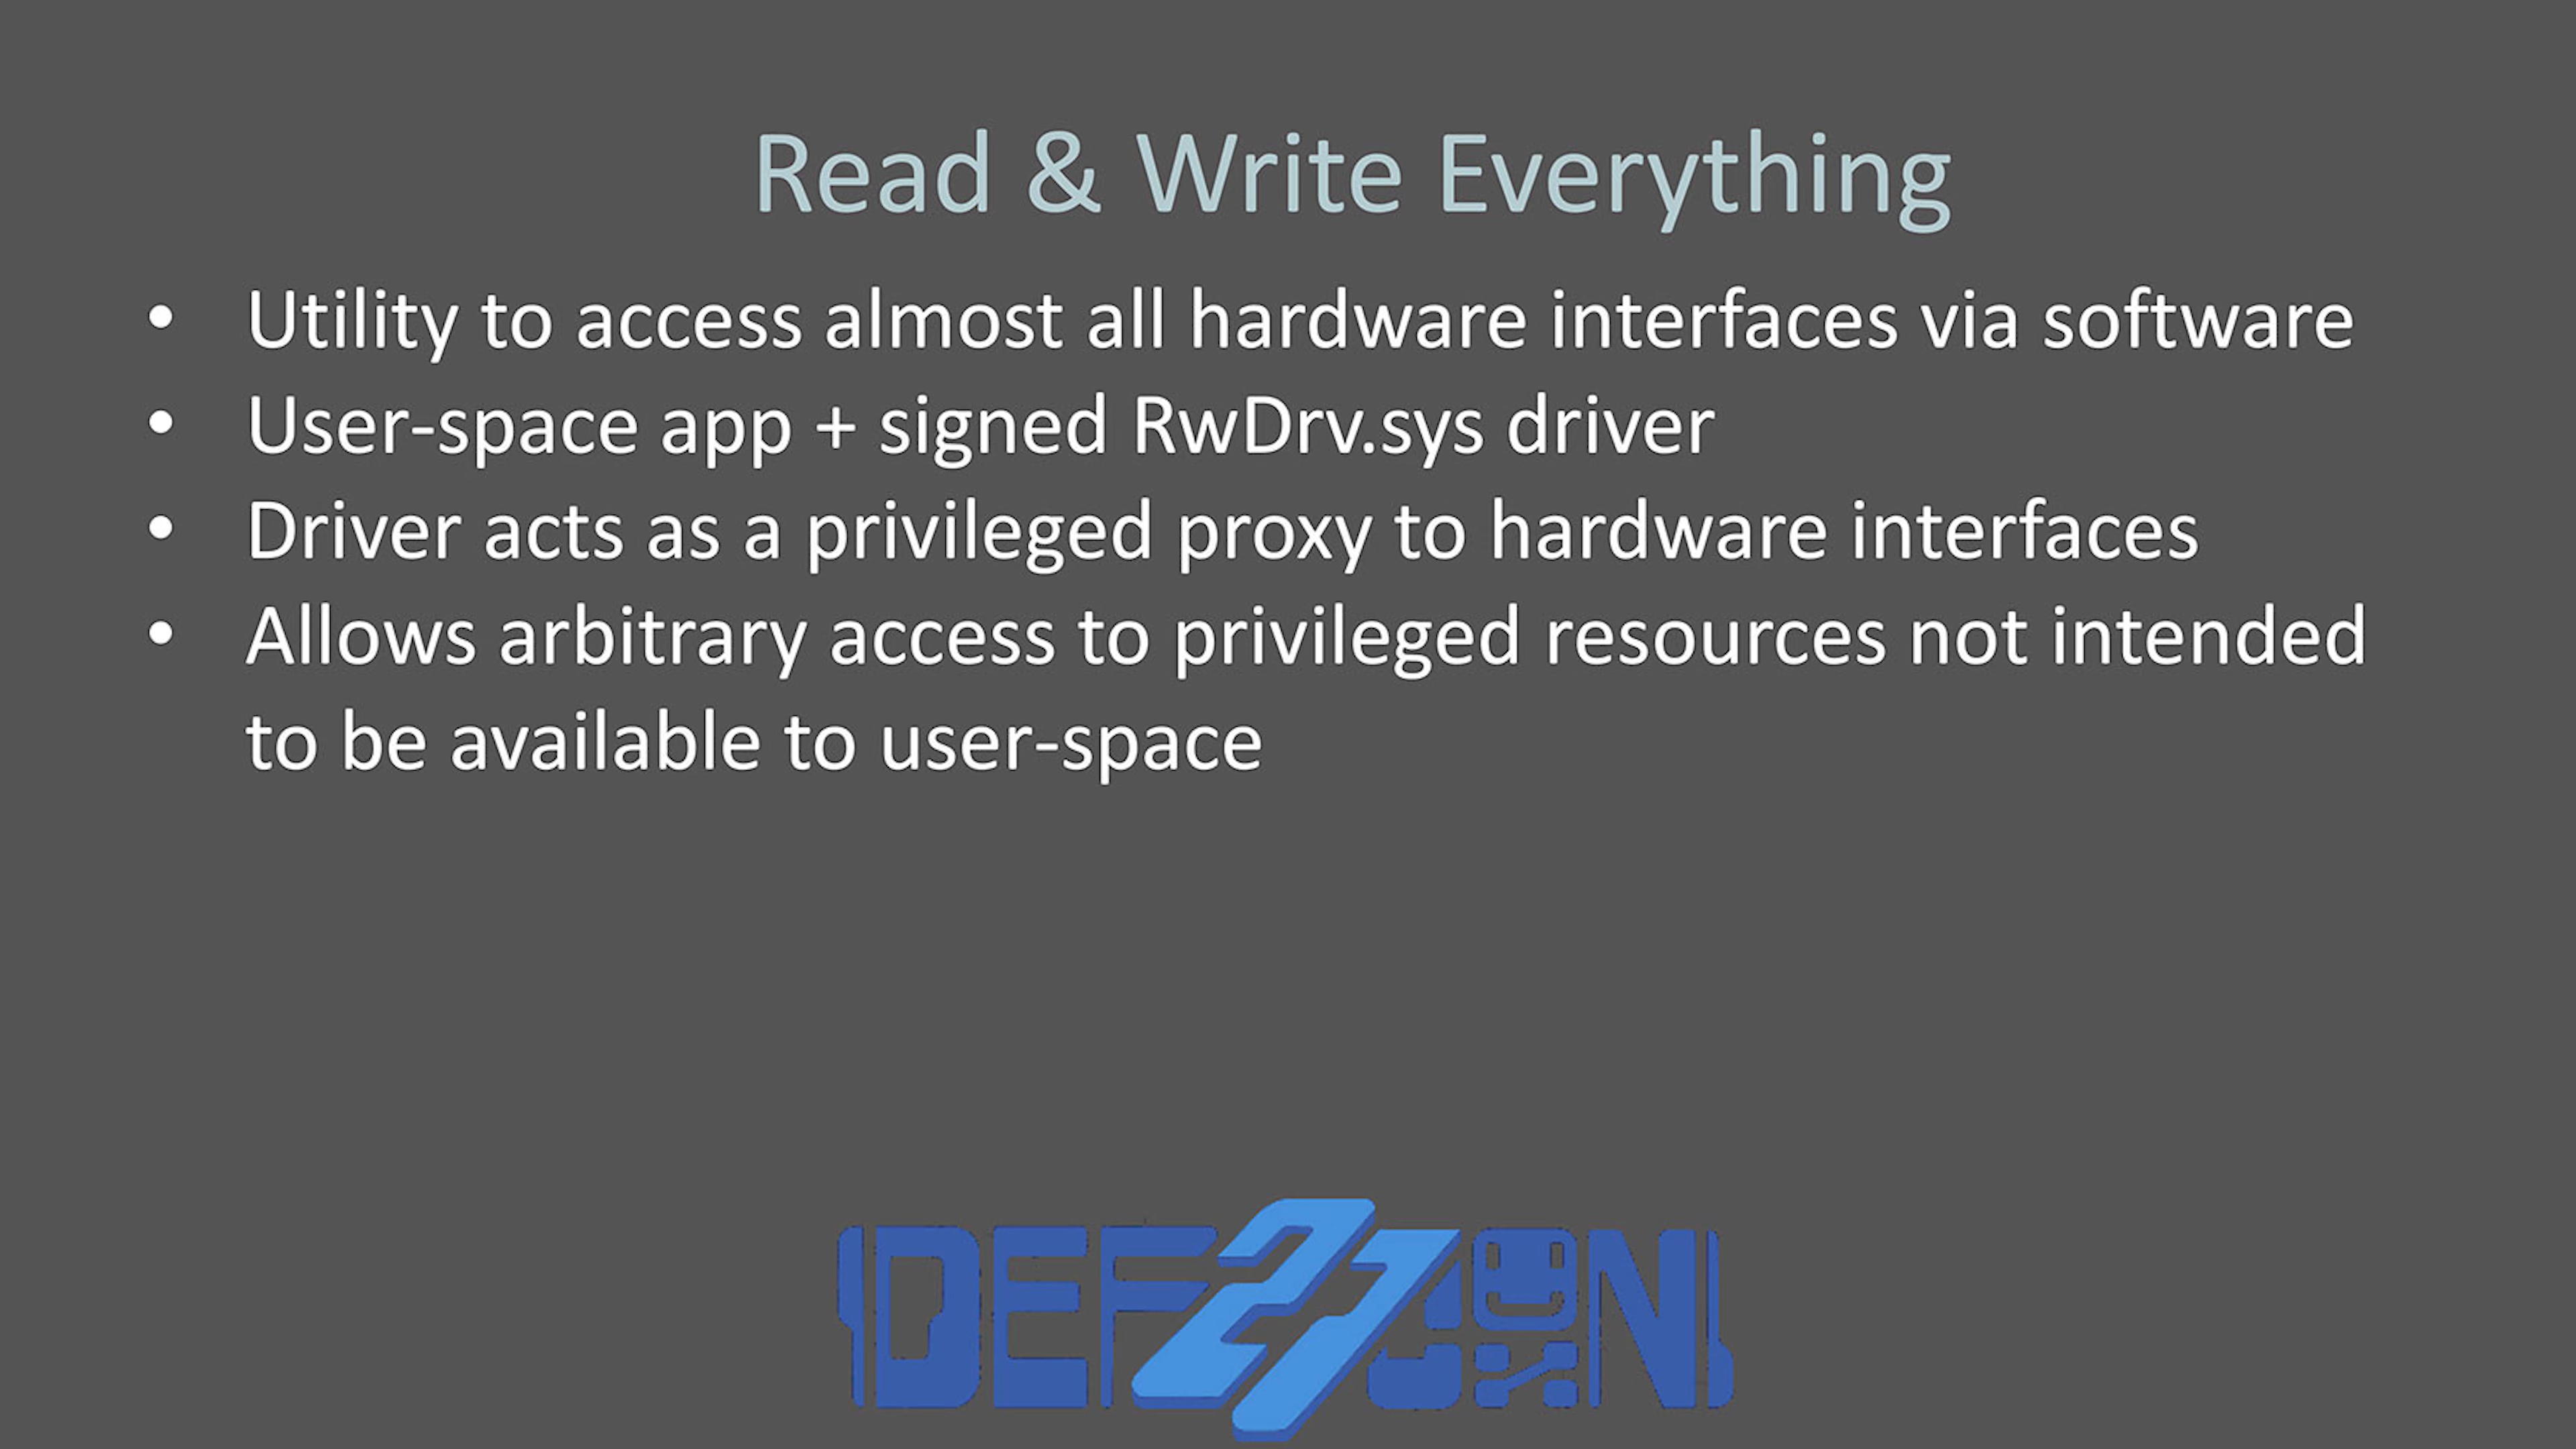 Read & Write Everything
• Utility to access almost all hardware interfaces via software
• User-space app + signed RwDrv.sys driver
• Driver acts as a privileged proxy to hardware interfaces
• Allows arbitrary access to privileged resources not intended
to be available to user-space
DEF 27 CON